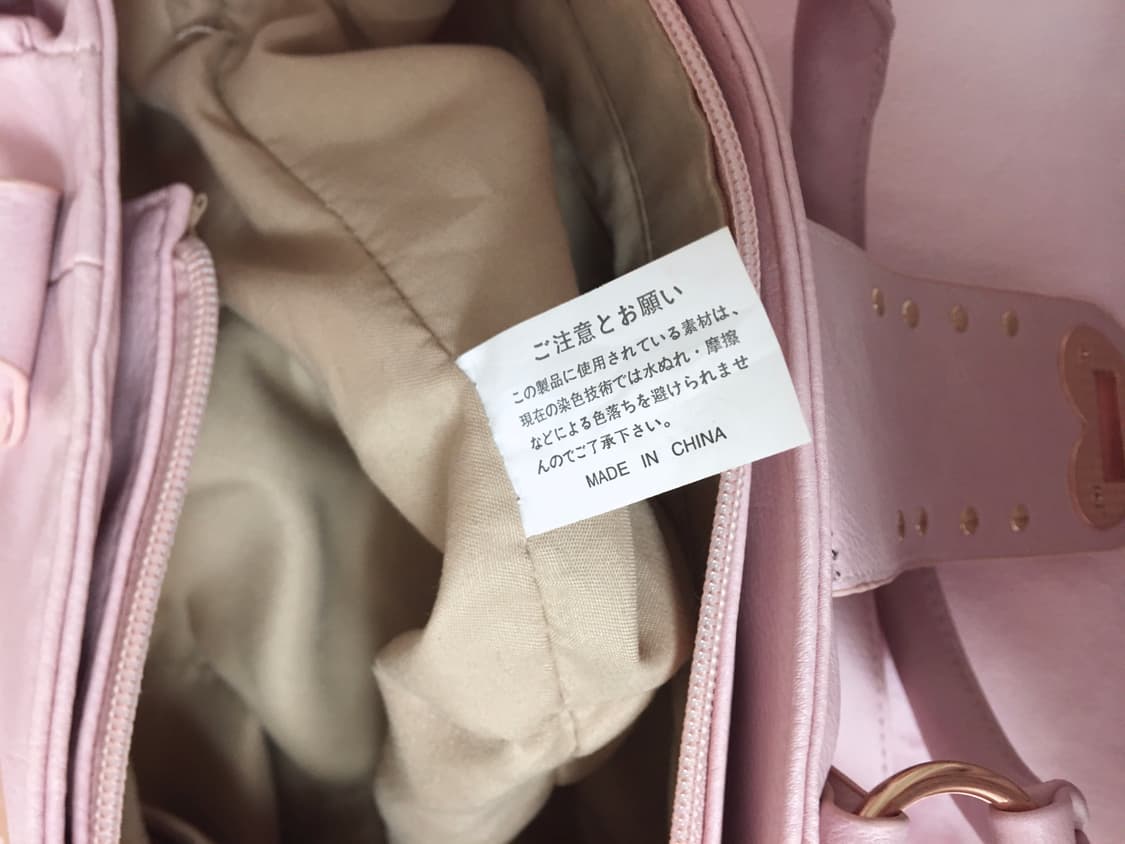 ご注意とお願い
この製品に使用されている素材は、
現在の染色技術では水ぬれ・摩擦
などによる色落ちを避けられませ
んのでご了承下さい。
MADE IN CHINA